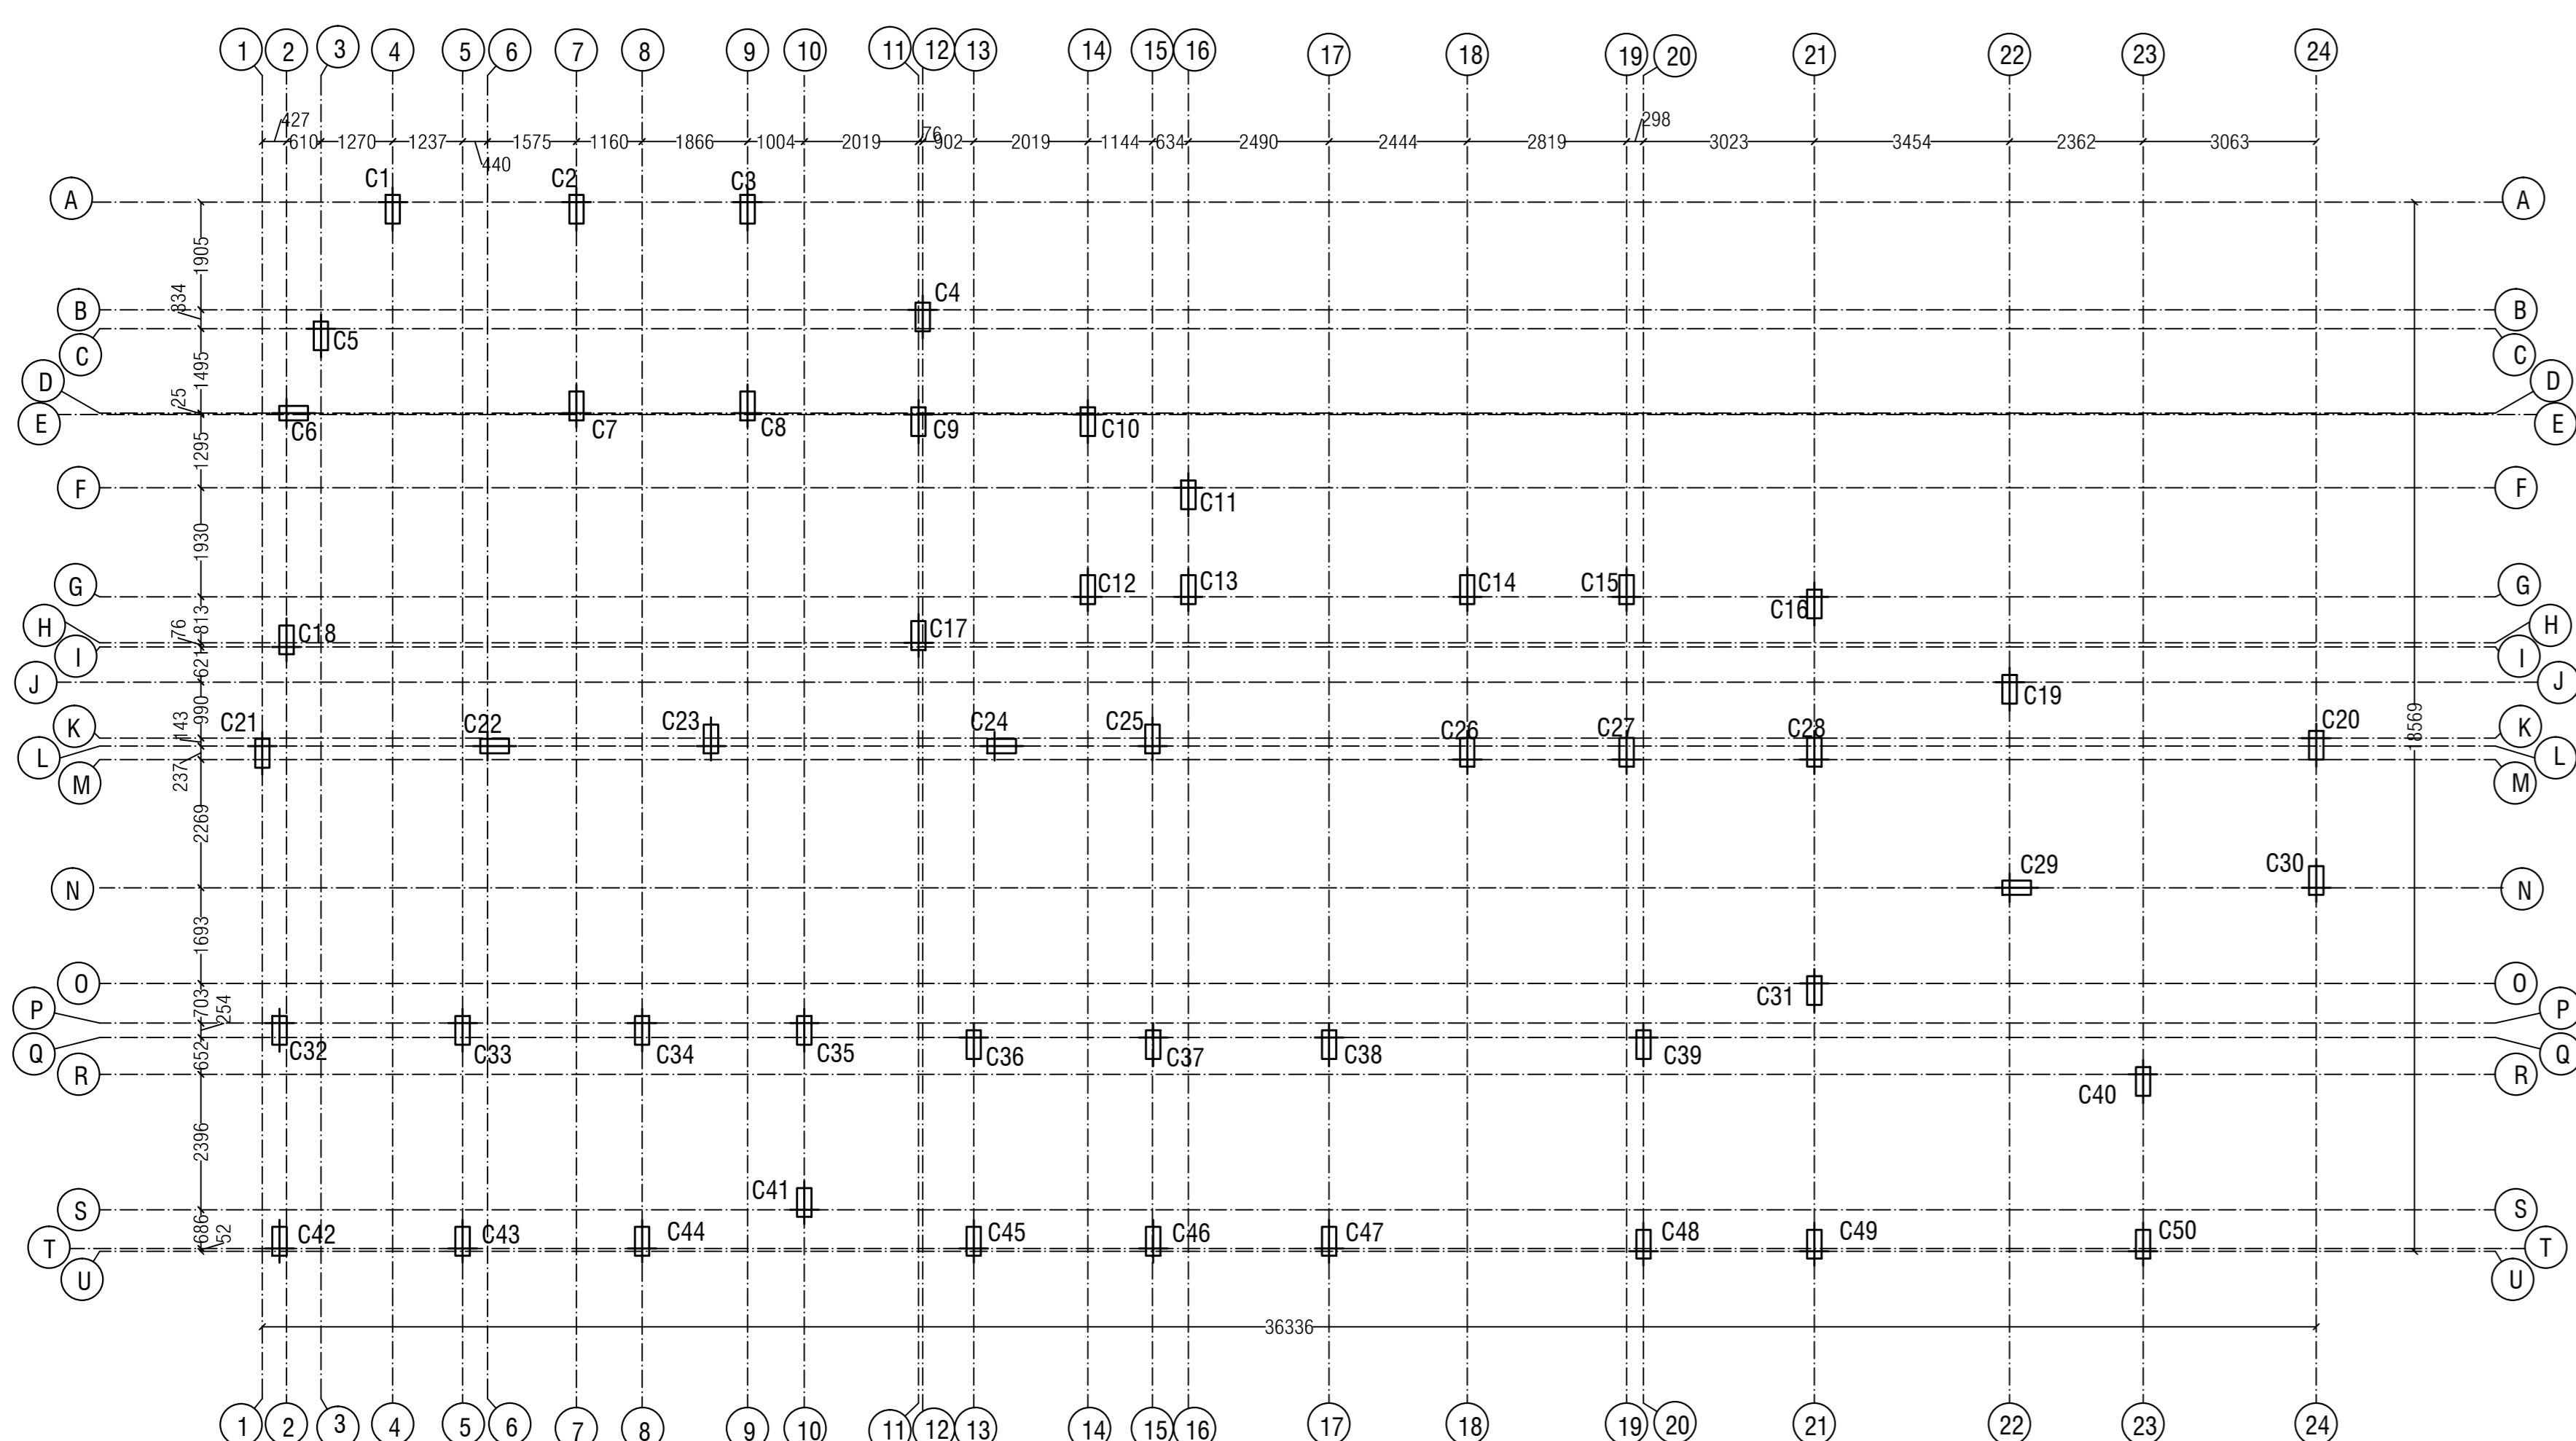 1 2 3 4 5 6 7 8 9 10 11 12 13 14 15 16 17 18 19 20 21 22 23 24
427 76 298
610 1270 1237 1575 1160 1866 1004 2019 902 2019 1144 634 2490 2444 2819 3023 3454 2362 3063
440
C1 C2 C3
A A
1905
334 C4
B B
C5
C C
1495
D D
25
E C6 C7 C8 C9 C10 E
1295
F F
C11
1930
G C12 C13 C14 C15 G
813 C16
H 76 C18 C17 H
I 621 I
J C19 J
990
K 143 C21 C22 C23 C24 C25 C26 C27 C28 C20 K
18569
L L
237
M M
2269
C29 C30
N N
1693
O O
703 254 C31
P P
Q 652 C32 C33 C34 C35 C36 C37 C38 C39 Q
R R
C40
2396
C41
S S
686 52 C42 C43 C44 C45 C46 C47 C48 C49 C50
T T
U U
36336
1 2 3 4 5 6 7 8 9 10 11 12 13 14 15 16 17 18 19 20 21 22 23 24